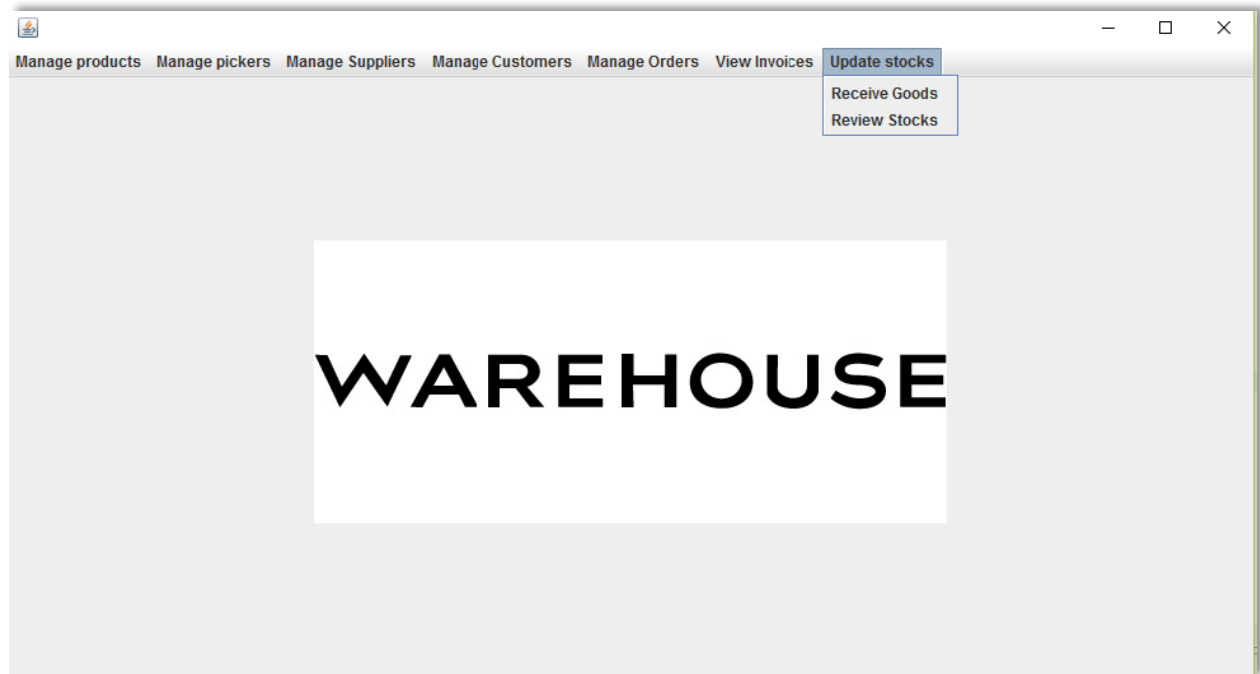 Manage products Manage pickers Manage Suppliers Manage Customers Manage Orders View Invoices Update stocks
Receive Goods
Review Stocks
WAREHOUSE